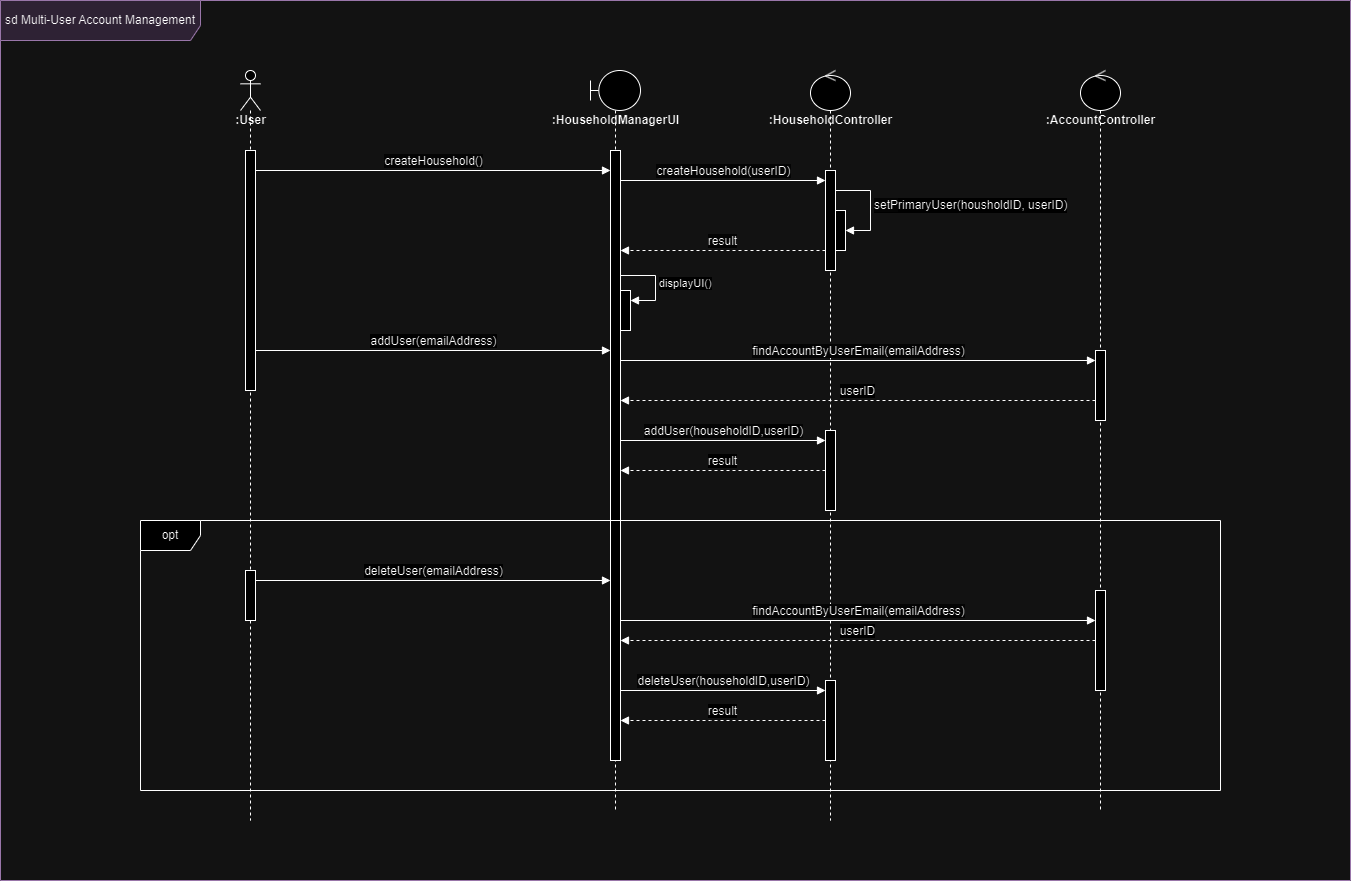 sd Multi-User Account Management
:User
:HouseholdManagerUI
:HouseholdController
:AccountController
createHousehold()
createHousehold(userID)
setPrimaryUser(housholdID, userID)
result
displayUI()
addUser(emailAddress)
findAccountByUserEmail(emailAddress)
userID
addUser(householdID,userID)
result
opt
deleteUser(emailAddress)
findAccountByUserEmail(emailAddress)
userID
deleteUser(householdID,userID)
result